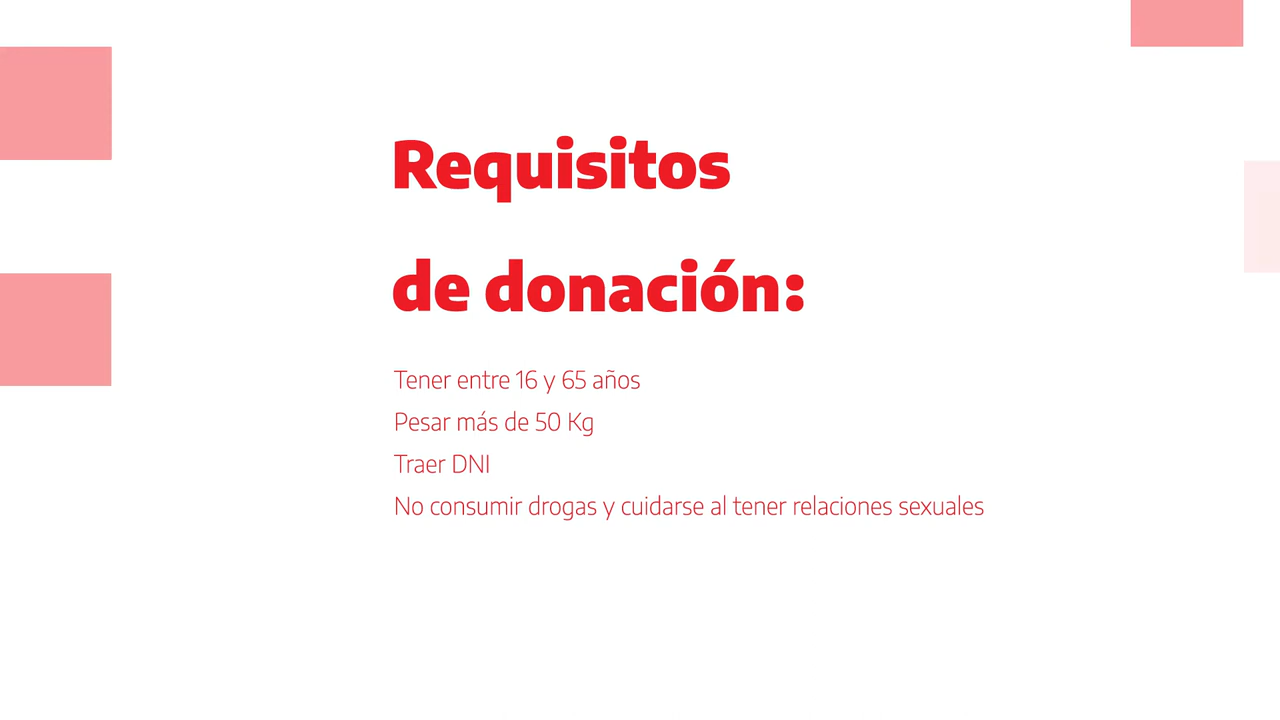 Requisitos
de donación:
Tener entre 16 y 65 años
Pesar más de 50 Kg
Traer DNI
No consumir drogas y cuidarse al tener relaciones sexuales